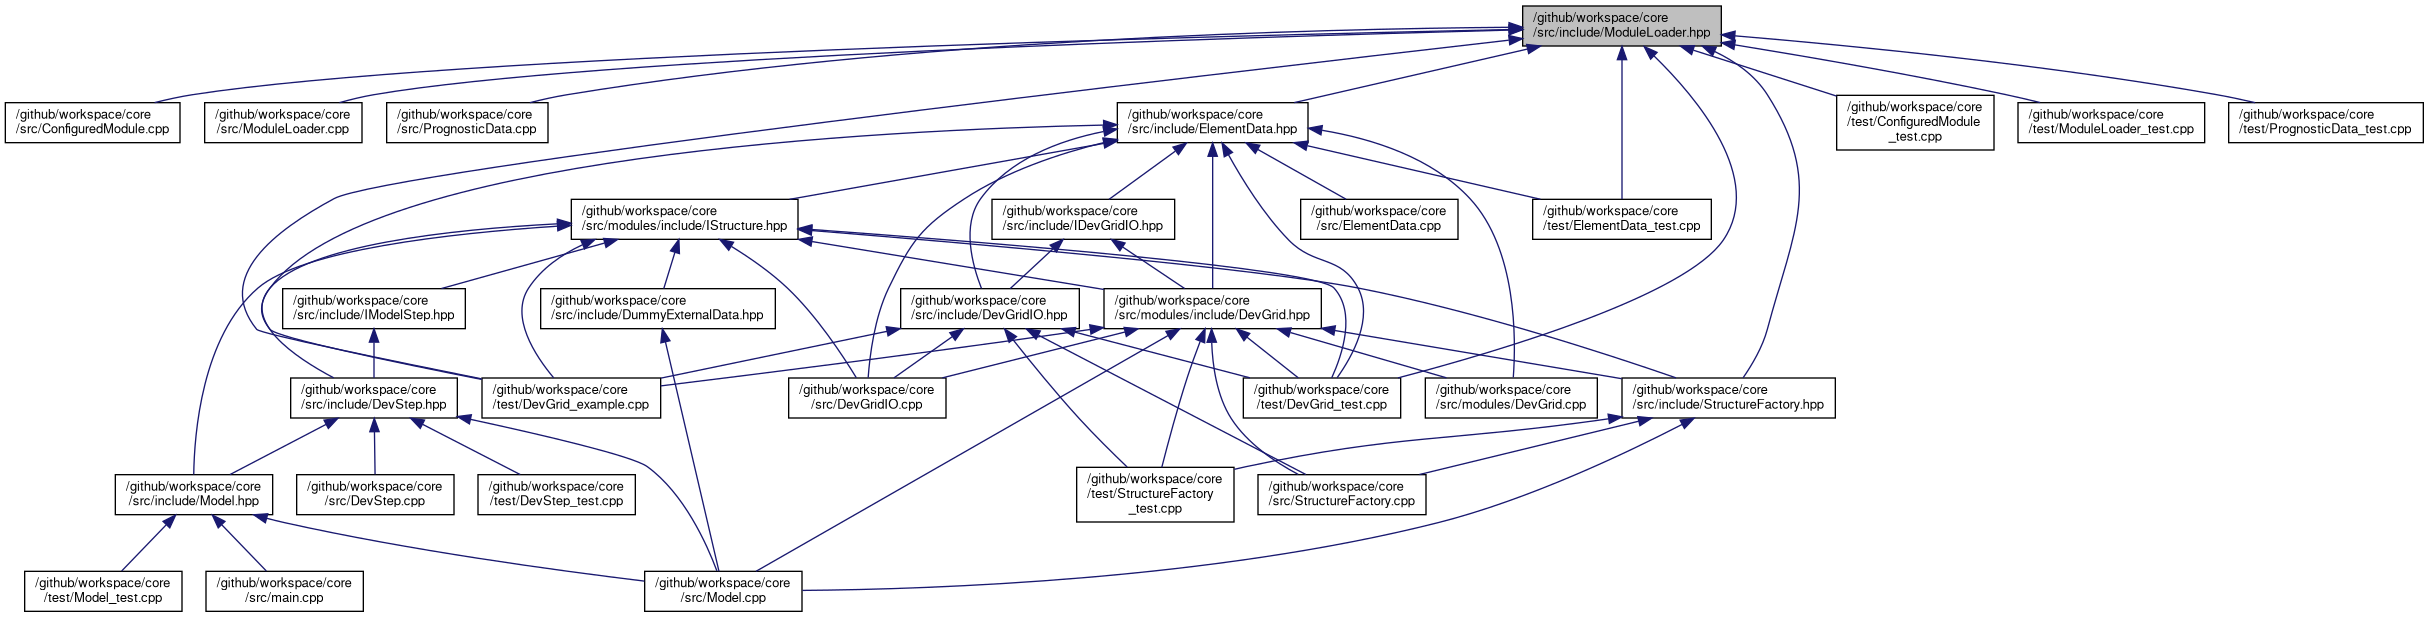 /github/workspace/core
/src/include/ModuleLoader.hpp
/github/workspace/core
/src/ConfiguredModule.cpp
/github/workspace/core
/src/ModuleLoader.cpp
/github/workspace/core
/src/PrognosticData.cpp
/github/workspace/core
/src/include/ElementData.hpp
/github/workspace/core
/test/ConfiguredModule
_test.cpp
/github/workspace/core
/test/ModuleLoader_test.cpp
/github/workspace/core
/test/PrognosticData_test.cpp
/github/workspace/core
/src/modules/include/IStructure.hpp
/github/workspace/core
/src/include/IDevGridIO.hpp
/github/workspace/core
/src/ElementData.cpp
/github/workspace/core
/test/ElementData_test.cpp
/github/workspace/core
/src/include/IModelStep.hpp
/github/workspace/core
/src/include/DummyExternalData.hpp
/github/workspace/core
/src/include/DevGridIO.hpp
/github/workspace/core
/src/modules/include/DevGrid.hpp
/github/workspace/core
/src/include/DevStep.hpp
/github/workspace/core
/test/DevGrid_example.cpp
/github/workspace/core
/src/DevGridIO.cpp
/github/workspace/core
/test/DevGrid_test.cpp
/github/workspace/core
/src/modules/DevGrid.cpp
/github/workspace/core
/src/include/StructureFactory.hpp
/github/workspace/core
/src/include/Model.hpp
/github/workspace/core
/src/DevStep.cpp
/github/workspace/core
/test/DevStep_test.cpp
/github/workspace/core
/test/StructureFactory
_test.cpp
/github/workspace/core
/src/StructureFactory.cpp
/github/workspace/core
/test/Model_test.cpp
/github/workspace/core
/src/main.cpp
/github/workspace/core
/src/Model.cpp